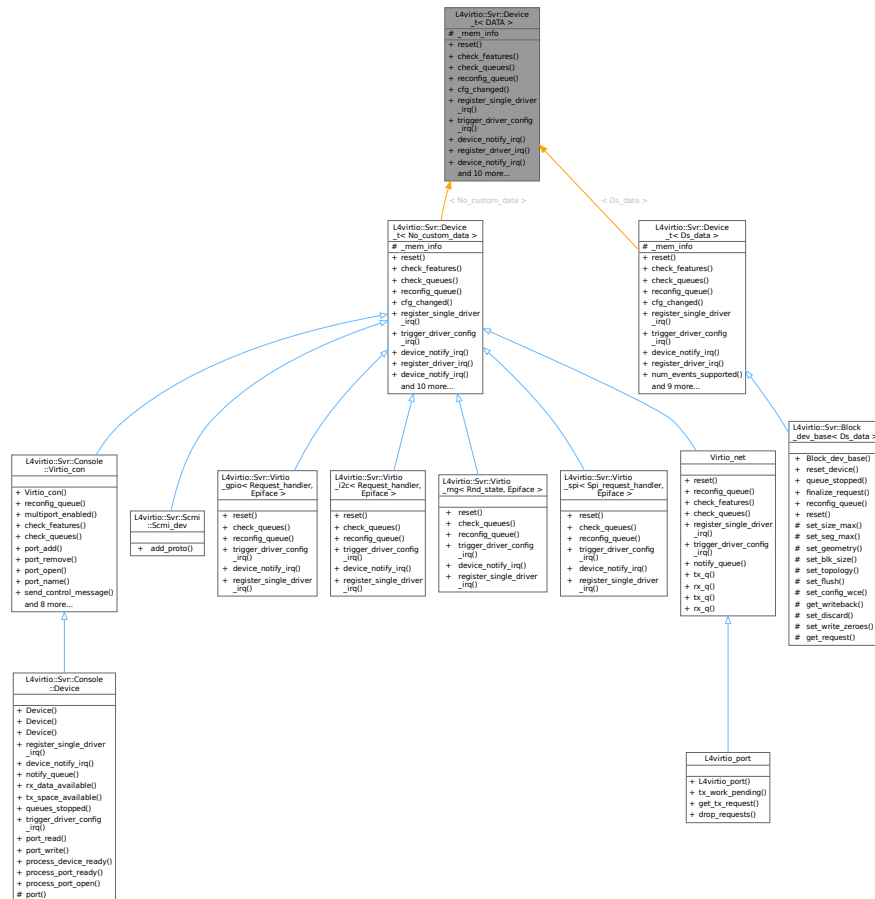 L4virtio::Svr::Device
_t< DATA >
# _mem_info
+ reset()
+ check_features()
+ check_queues()
+ reconfig_queue()
+ cfg_changed()
+ register_single_driver
_irq()
+ trigger_driver_config
_irq()
+ device_notify_irq()
+ register_driver_irq()
+ device_notify_irq()
and 10 more...
< No_custom_data >
< Ds_data >
L4virtio::Svr::Device
_t< No_custom_data >
# _mem_info
+ reset()
+ check_features()
+ check_queues()
+ reconfig_queue()
+ cfg_changed()
+ register_single_driver
_irq()
+ trigger_driver_config
_irq()
+ device_notify_irq()
+ register_driver_irq()
+ device_notify_irq()
and 10 more...
L4virtio::Svr::Device
_t< Ds_data >
# _mem_info
+ reset()
+ check_features()
+ check_queues()
+ reconfig_queue()
+ cfg_changed()
+ register_single_driver
_irq()
+ trigger_driver_config
_irq()
+ device_notify_irq()
+ register_driver_irq()
+ num_events_supported()
and 9 more...
L4virtio::Svr::Console
::Virtio_con
+ Virtio_con()
+ reconfig_queue()
+ multiport_enabled()
+ check_features()
+ check_queues()
+ port_add()
+ port_remove()
+ port_open()
+ port_name()
+ send_control_message()
and 8 more...
L4virtio::Svr::Scmi
::Scmi_dev
+ add_proto()
L4virtio::Svr::Virtio
_gpio< Request_handler,
Epiface >
+ reset()
+ check_queues()
+ reconfig_queue()
+ trigger_driver_config
_irq()
+ device_notify_irq()
+ register_single_driver
_irq()
L4virtio::Svr::Virtio
_i2c< Request_handler,
Epiface >
+ reset()
+ check_queues()
+ reconfig_queue()
+ trigger_driver_config
_irq()
+ device_notify_irq()
+ register_single_driver
_irq()
L4virtio::Svr::Virtio
_rng< Rnd_state, Epiface >
+ reset()
+ check_queues()
+ reconfig_queue()
+ trigger_driver_config
_irq()
+ device_notify_irq()
+ register_single_driver
_irq()
L4virtio::Svr::Virtio
_spi< Spi_request_handler,
Epiface >
+ reset()
+ check_queues()
+ reconfig_queue()
+ trigger_driver_config
_irq()
+ device_notify_irq()
+ register_single_driver
_irq()
Virtio_net
+ reset()
+ reconfig_queue()
+ check_features()
+ check_queues()
+ register_single_driver
_irq()
+ trigger_driver_config
_irq()
+ notify_queue()
+ tx_q()
+ rx_q()
+ tx_q()
+ rx_q()
L4virtio::Svr::Block
_dev_base< Ds_data >
+ Block_dev_base()
+ reset_device()
+ queue_stopped()
+ finalize_request()
+ reconfig_queue()
+ reset()
# set_size_max()
# set_seg_max()
# set_geometry()
# set_blk_size()
# set_topology()
# set_flush()
# set_config_wce()
# get_writeback()
# set_discard()
# set_write_zeroes()
# get_request()
L4virtio::Svr::Console
::Device
+ Device()
+ Device()
+ Device()
+ register_single_driver
_irq()
+ device_notify_irq()
+ notify_queue()
+ rx_data_available()
+ tx_space_available()
+ queues_stopped()
+ trigger_driver_config
_irq()
+ port_read()
+ port_write()
+ process_device_ready()
+ process_port_ready()
+ process_port_open()
# port()
L4virtio_port
+ L4virtio_port()
+ tx_work_pending()
+ get_tx_request()
+ drop_requests()